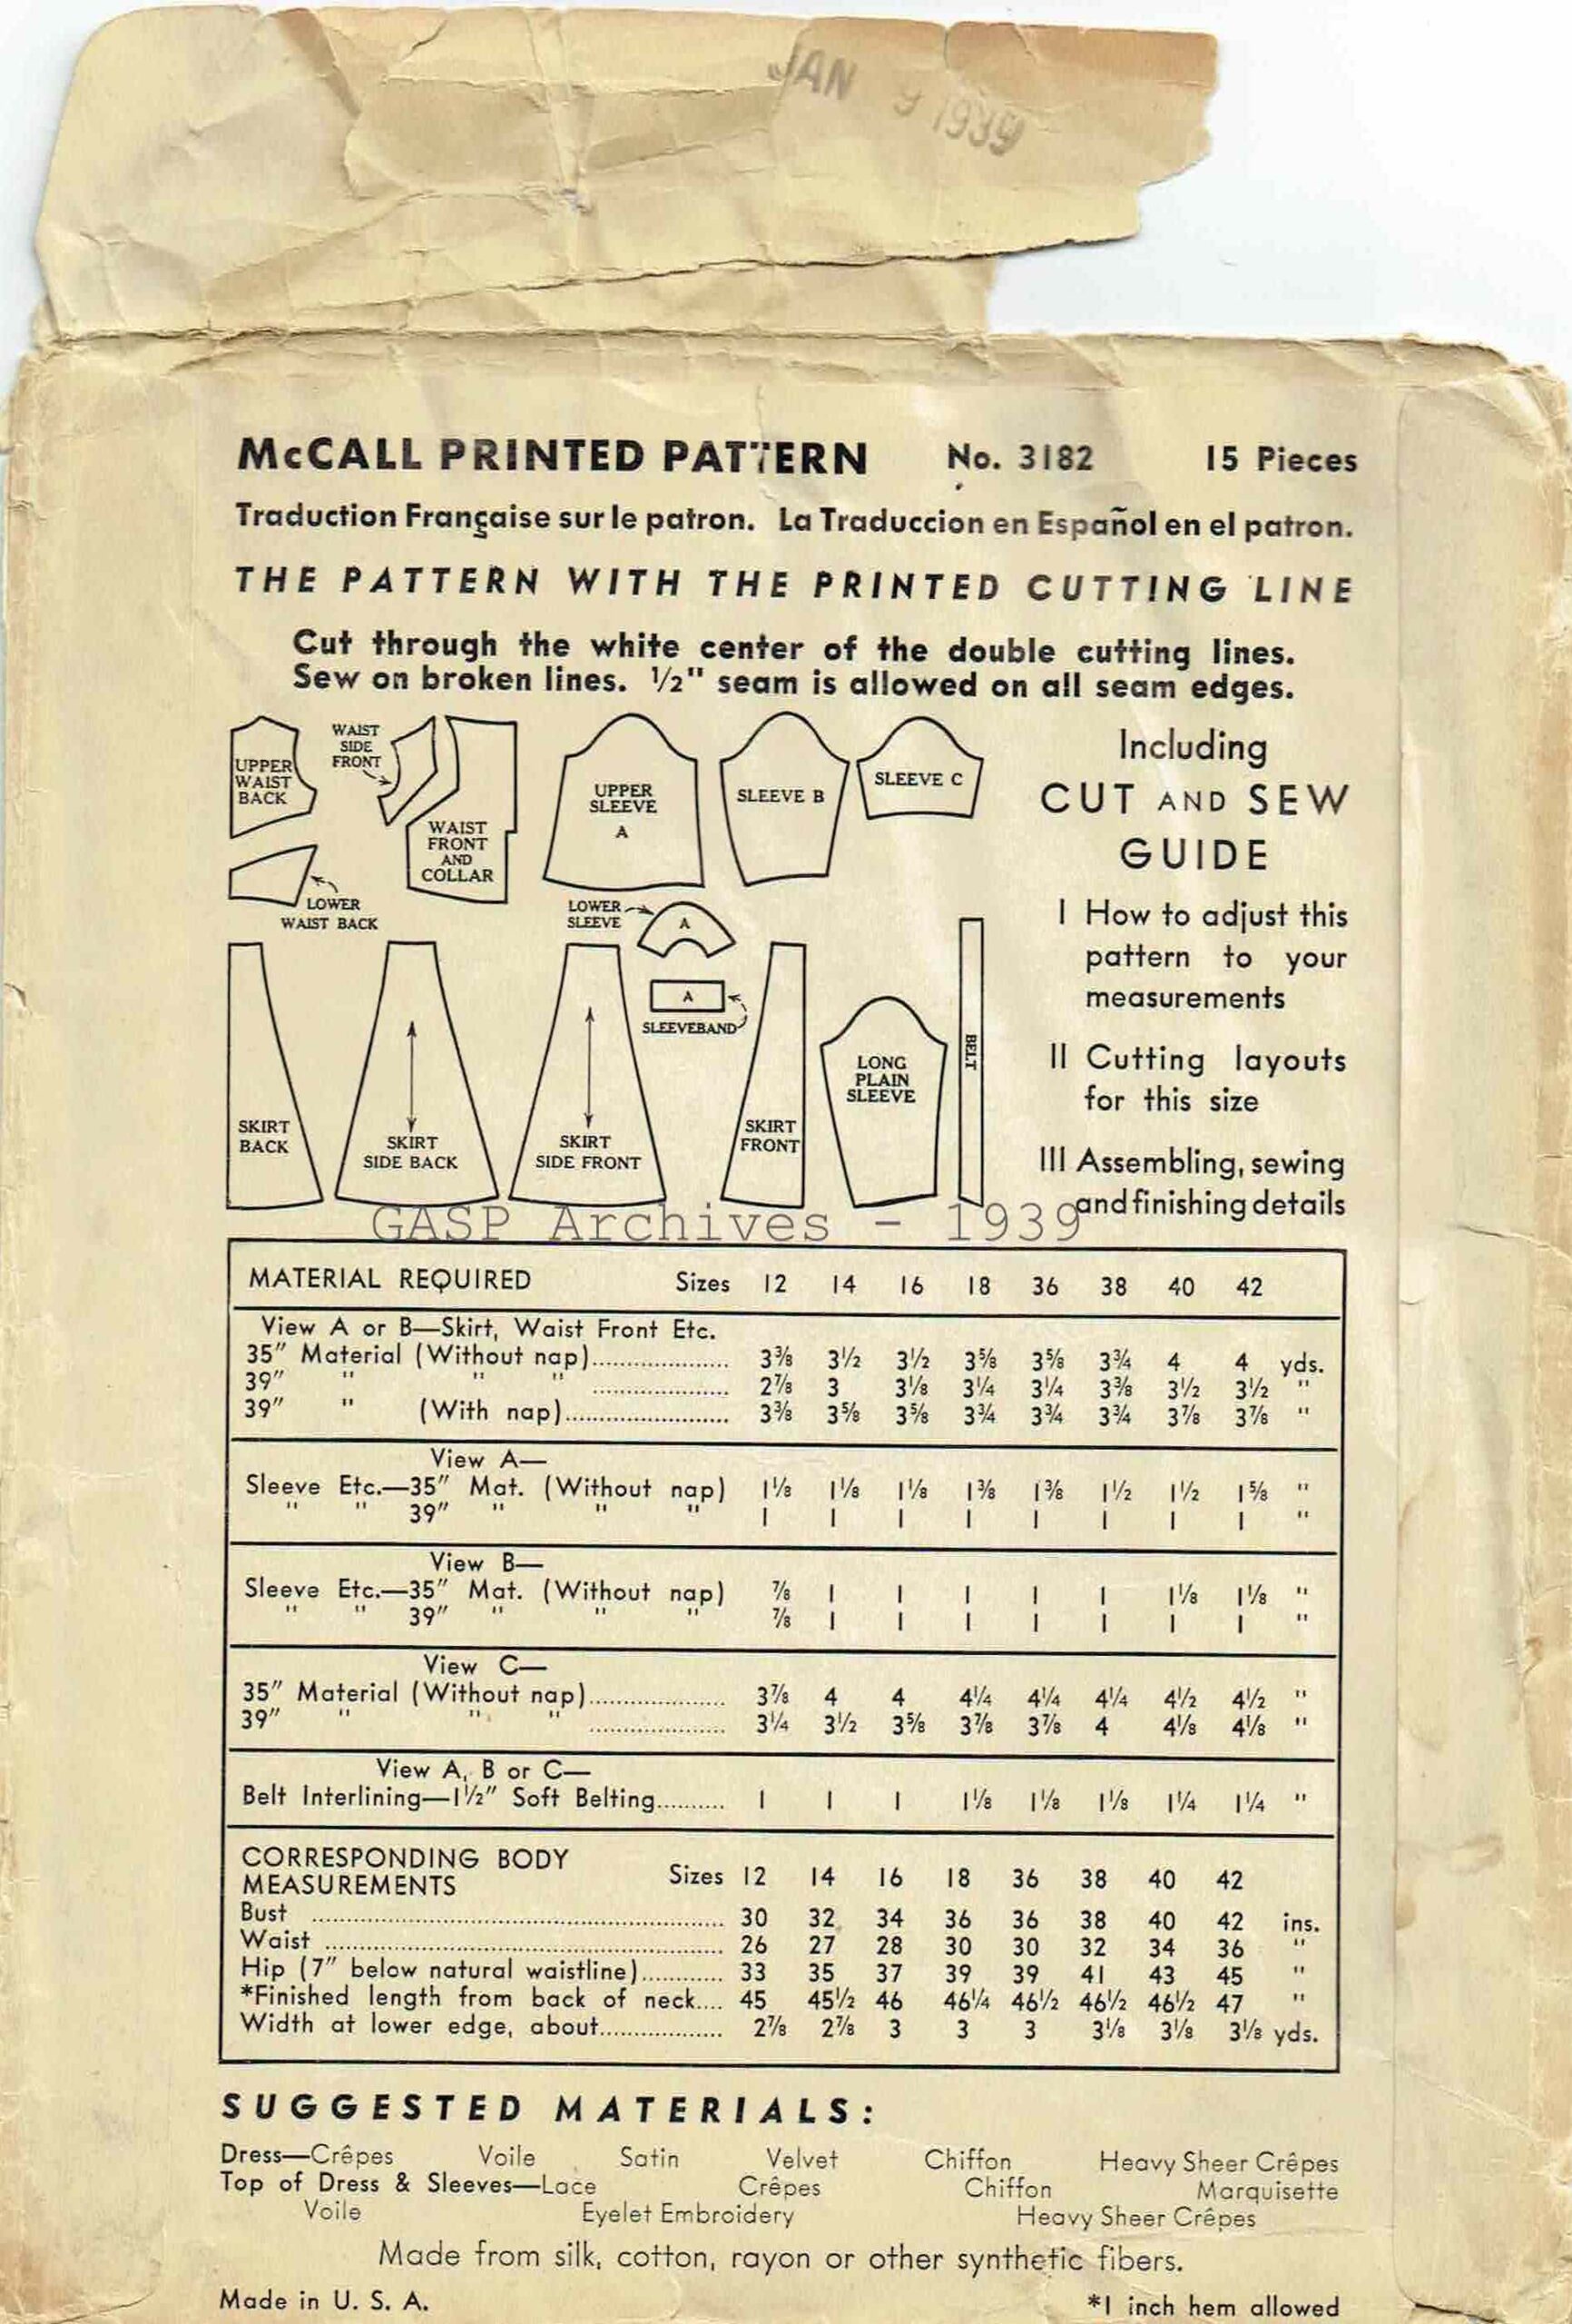 JAN 9 1939
McCALL PRINTED PATTERN No. 3182 15 Pieces
Traduction Française sur le patron. La Traduccion en Español en el patron.
THE PATTERN WITH THE PRINTED CUTTING LINE
Cut through the white center of the double cutting lines.
Sew on broken lines. 1/2" seam is allowed on all seam edges.
UPPER
WAIST
BACK
WAIST
SIDE
FRONT
WAIST
FRONT
AND
COLLAR
UPPER
SLEEVE
A
SLEEVE B
SLEEVE C
LOWER
WAIST BACK
LOWER
SLEEVE
A
A
SLEEVEBAND
SKIRT
BACK
SKIRT
SIDE BACK
SKIRT
SIDE FRONT
SKIRT
FRONT
LONG
PLAIN
SLEEVE
BELT
Including
CUT AND SEW
GUIDE
I How to adjust this
pattern to your
measurements
II Cutting layouts
for this size
III Assembling, sewing
and finishing details
GASP Archives - 1939
MATERIAL REQUIRED Sizes 12 14 16 18 36 38 40 42
View A or B—Skirt, Waist Front Etc.
35" Material (Without nap).................... 3 3/8 3 1/2 3 1/2 3 5/8 3 5/8 3 3/4 4 4 yds.
39" " " " .................... 2 7/8 3 3 1/8 3 1/4 3 1/4 3 3/8 3 1/2 3 1/2 "
39" " (With nap)........................ 3 3/8 3 5/8 3 5/8 3 3/4 3 3/4 3 3/4 3 7/8 3 7/8 "
View A—
Sleeve Etc.—35" Mat. (Without nap) 1 1/8 1 1/8 1 1/8 1 3/8 1 3/8 1 1/2 1 1/2 1 5/8 "
" " 39" " " " 1 1 1 1 1 1 1 1 "
View B—
Sleeve Etc.—35" Mat. (Without nap) 7/8 1 1 1 1 1 1 1/8 1 1/8 "
" " 39" " " " 7/8 1 1 1 1 1 1 1 "
View C—
35" Material (Without nap).................... 3 7/8 4 4 4 1/4 4 1/4 4 1/4 4 1/2 4 1/2 "
39" " " " .................... 3 1/4 3 1/2 3 5/8 3 7/8 3 7/8 4 4 1/8 4 1/8 "
View A, B or C—
Belt Interlining—1 1/2" Soft Belting.......... 1 1 1 1 1/8 1 1/8 1 1/8 1 1/4 1 1/4 "
CORRESPONDING BODY
MEASUREMENTS Sizes 12 14 16 18 36 38 40 42
Bust .................... 30 32 34 36 36 38 40 42 ins.
Waist .................... 26 27 28 30 30 32 34 36 "
Hip (7" below natural waistline)............ 33 35 37 39 39 41 43 45 "
*Finished length from back of neck.... 45 45 1/2 46 46 1/4 46 1/2 46 1/2 46 1/2 47 "
Width at lower edge, about.................. 2 7/8 2 7/8 3 3 3 3 1/8 3 1/8 3 1/8 yds.
SUGGESTED MATERIALS:
Dress—Crêpes Voile Satin Velvet Chiffon Heavy Sheer Crêpes
Top of Dress & Sleeves—Lace Crêpes Chiffon Marquisette
Voile Eyelet Embroidery Heavy Sheer Crêpes
Made from silk, cotton, rayon or other synthetic fibers.
Made in U. S. A. *1 inch hem allowed